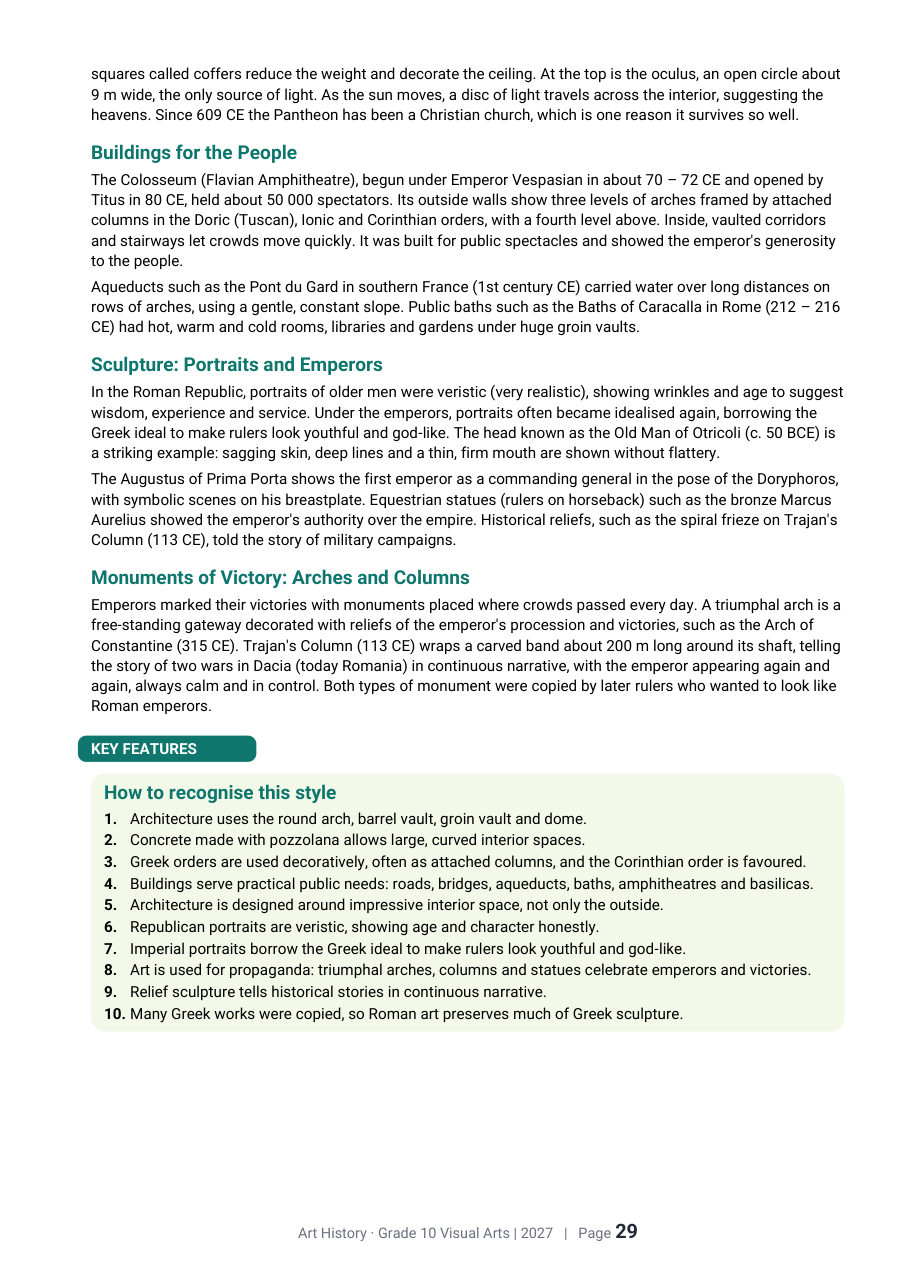 squares called coffers reduce the weight and decorate the ceiling. At the top is the oculus, an open circle about
9 m wide, the only source of light. As the sun moves, a disc of light travels across the interior, suggesting the
heavens. Since 609 CE the Pantheon has been a Christian church, which is one reason it survives so well.
Buildings for the People
The Colosseum (Flavian Amphitheatre), begun under Emperor Vespasian in about 70 – 72 CE and opened by
Titus in 80 CE, held about 50 000 spectators. Its outside walls show three levels of arches framed by attached
columns in the Doric (Tuscan), Ionic and Corinthian orders, with a fourth level above. Inside, vaulted corridors
and stairways let crowds move quickly. It was built for public spectacles and showed the emperor's generosity
to the people.
Aqueducts such as the Pont du Gard in southern France (1st century CE) carried water over long distances on
rows of arches, using a gentle, constant slope. Public baths such as the Baths of Caracalla in Rome (212 – 216
CE) had hot, warm and cold rooms, libraries and gardens under huge groin vaults.
Sculpture: Portraits and Emperors
In the Roman Republic, portraits of older men were veristic (very realistic), showing wrinkles and age to suggest
wisdom, experience and service. Under the emperors, portraits often became idealised again, borrowing the
Greek ideal to make rulers look youthful and god-like. The head known as the Old Man of Otricoli (c. 50 BCE) is
a striking example: sagging skin, deep lines and a thin, firm mouth are shown without flattery.
The Augustus of Prima Porta shows the first emperor as a commanding general in the pose of the Doryphoros,
with symbolic scenes on his breastplate. Equestrian statues (rulers on horseback) such as the bronze Marcus
Aurelius showed the emperor's authority over the empire. Historical reliefs, such as the spiral frieze on Trajan's
Column (113 CE), told the story of military campaigns.
Monuments of Victory: Arches and Columns
Emperors marked their victories with monuments placed where crowds passed every day. A triumphal arch is a
free-standing gateway decorated with reliefs of the emperor's procession and victories, such as the Arch of
Constantine (315 CE). Trajan's Column (113 CE) wraps a carved band about 200 m long around its shaft, telling
the story of two wars in Dacia (today Romania) in continuous narrative, with the emperor appearing again and
again, always calm and in control. Both types of monument were copied by later rulers who wanted to look like
Roman emperors.
KEY FEATURES
How to recognise this style
1. Architecture uses the round arch, barrel vault, groin vault and dome.
2. Concrete made with pozzolana allows large, curved interior spaces.
3. Greek orders are used decoratively, often as attached columns, and the Corinthian order is favoured.
4. Buildings serve practical public needs: roads, bridges, aqueducts, baths, amphitheatres and basilicas.
5. Architecture is designed around impressive interior space, not only the outside.
6. Republican portraits are veristic, showing age and character honestly.
7. Imperial portraits borrow the Greek ideal to make rulers look youthful and god-like.
8. Art is used for propaganda: triumphal arches, columns and statues celebrate emperors and victories.
9. Relief sculpture tells historical stories in continuous narrative.
10. Many Greek works were copied, so Roman art preserves much of Greek sculpture.
Art History · Grade 10 Visual Arts | 2027 | Page 29